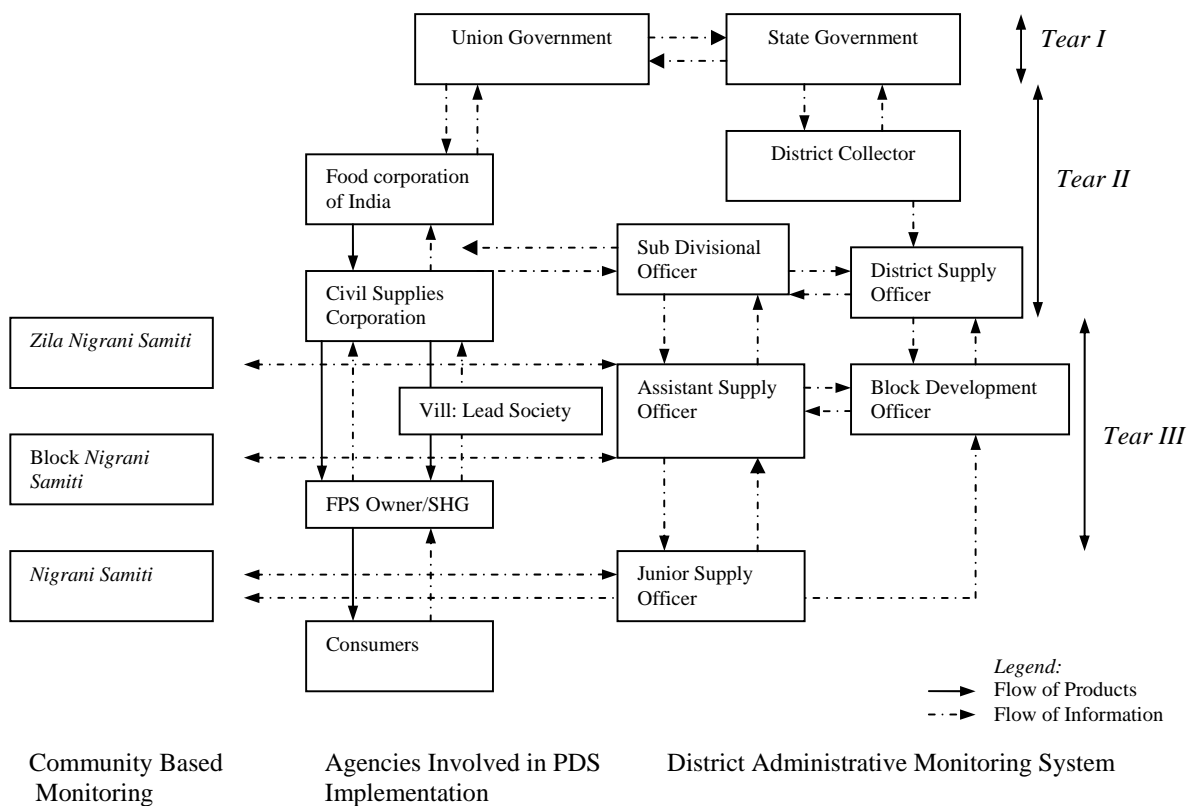 Union Government
State Government
Tear I
District Collector
Tear II
Food corporation
of India
Sub Divisional
Officer
District Supply
Officer
Civil Supplies
Corporation
Zila Nigrani Samiti
Assistant Supply
Officer
Block Development
Officer
Vill: Lead Society
Tear III
Block Nigrani
Samiti
FPS Owner/SHG
Nigrani Samiti
Junior Supply
Officer
Consumers
Legend:
Flow of Products
Flow of Information
Community Based
Monitoring
Agencies Involved in PDS
Implementation
District Administrative Monitoring System